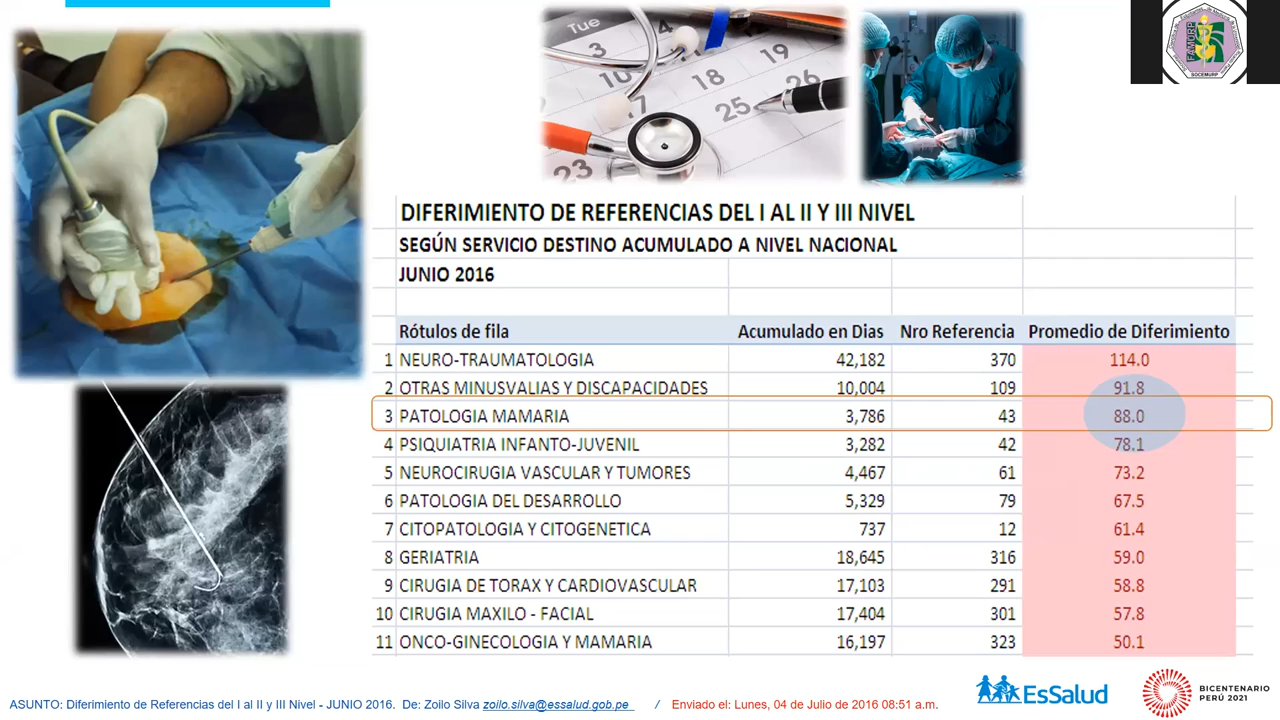 Tue
3
4
10
17
18
19
23
25
26
SOCEMURP
DIFERIMIENTO DE REFERENCIAS DEL I AL II Y III NIVEL
SEGÚN SERVICIO DESTINO ACUMULADO A NIVEL NACIONAL
JUNIO 2016
Rótulos de fila Acumulado en Dias Nro Referencia Promedio de Diferimiento
1 NEURO-TRAUMATOLOGIA 42,182 370 114.0
2 OTRAS MINUSVALIAS Y DISCAPACIDADES 10,004 109 91.8
3 PATOLOGIA MAMARIA 3,786 43 88.0
4 PSIQUIATRIA INFANTO-JUVENIL 3,282 42 78.1
5 NEUROCIRUGIA VASCULAR Y TUMORES 4,467 61 73.2
6 PATOLOGIA DEL DESARROLLO 5,329 79 67.5
7 CITOPATOLOGIA Y CITOGENETICA 737 12 61.4
8 GERIATRIA 18,645 316 59.0
9 CIRUGIA DE TORAX Y CARDIOVASCULAR 17,103 291 58.8
10 CIRUGIA MAXILO - FACIAL 17,404 301 57.8
11 ONCO-GINECOLOGIA Y MAMARIA 16,197 323 50.1
EsSalud
BICENTENARIO
PERÚ 2021
ASUNTO: Diferimiento de Referencias del I al II y III Nivel - JUNIO 2016. De: Zoilo Silva zoilo.silva@essalud.gob.pe / Enviado el: Lunes, 04 de Julio de 2016 08:51 a.m.